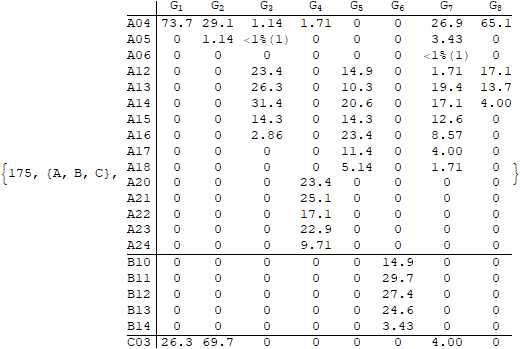 G1 G2 G3 G4 G5 G6 G7 G8
A04 73.7 29.1 1.14 1.71 0 0 26.9 65.1
A05 0 1.14 <1%(1) 0 0 0 3.43 0
A06 0 0 0 0 0 0 <1%(1) 0
A12 0 0 23.4 0 14.9 0 1.71 17.1
A13 0 0 26.3 0 10.3 0 19.4 13.7
A14 0 0 31.4 0 20.6 0 17.1 4.00
A15 0 0 14.3 0 14.3 0 12.6 0
A16 0 0 2.86 0 23.4 0 8.57 0
A17 0 0 0 0 11.4 0 4.00 0
{175, {A, B, C}, A18 0 0 0 0 5.14 0 1.71 0 }
A20 0 0 0 23.4 0 0 0 0
A21 0 0 0 25.1 0 0 0 0
A22 0 0 0 17.1 0 0 0 0
A23 0 0 0 22.9 0 0 0 0
A24 0 0 0 9.71 0 0 0 0
B10 0 0 0 0 0 14.9 0 0
B11 0 0 0 0 0 29.7 0 0
B12 0 0 0 0 0 27.4 0 0
B13 0 0 0 0 0 24.6 0 0
B14 0 0 0 0 0 3.43 0 0
C03 26.3 69.7 0 0 0 0 4.00 0